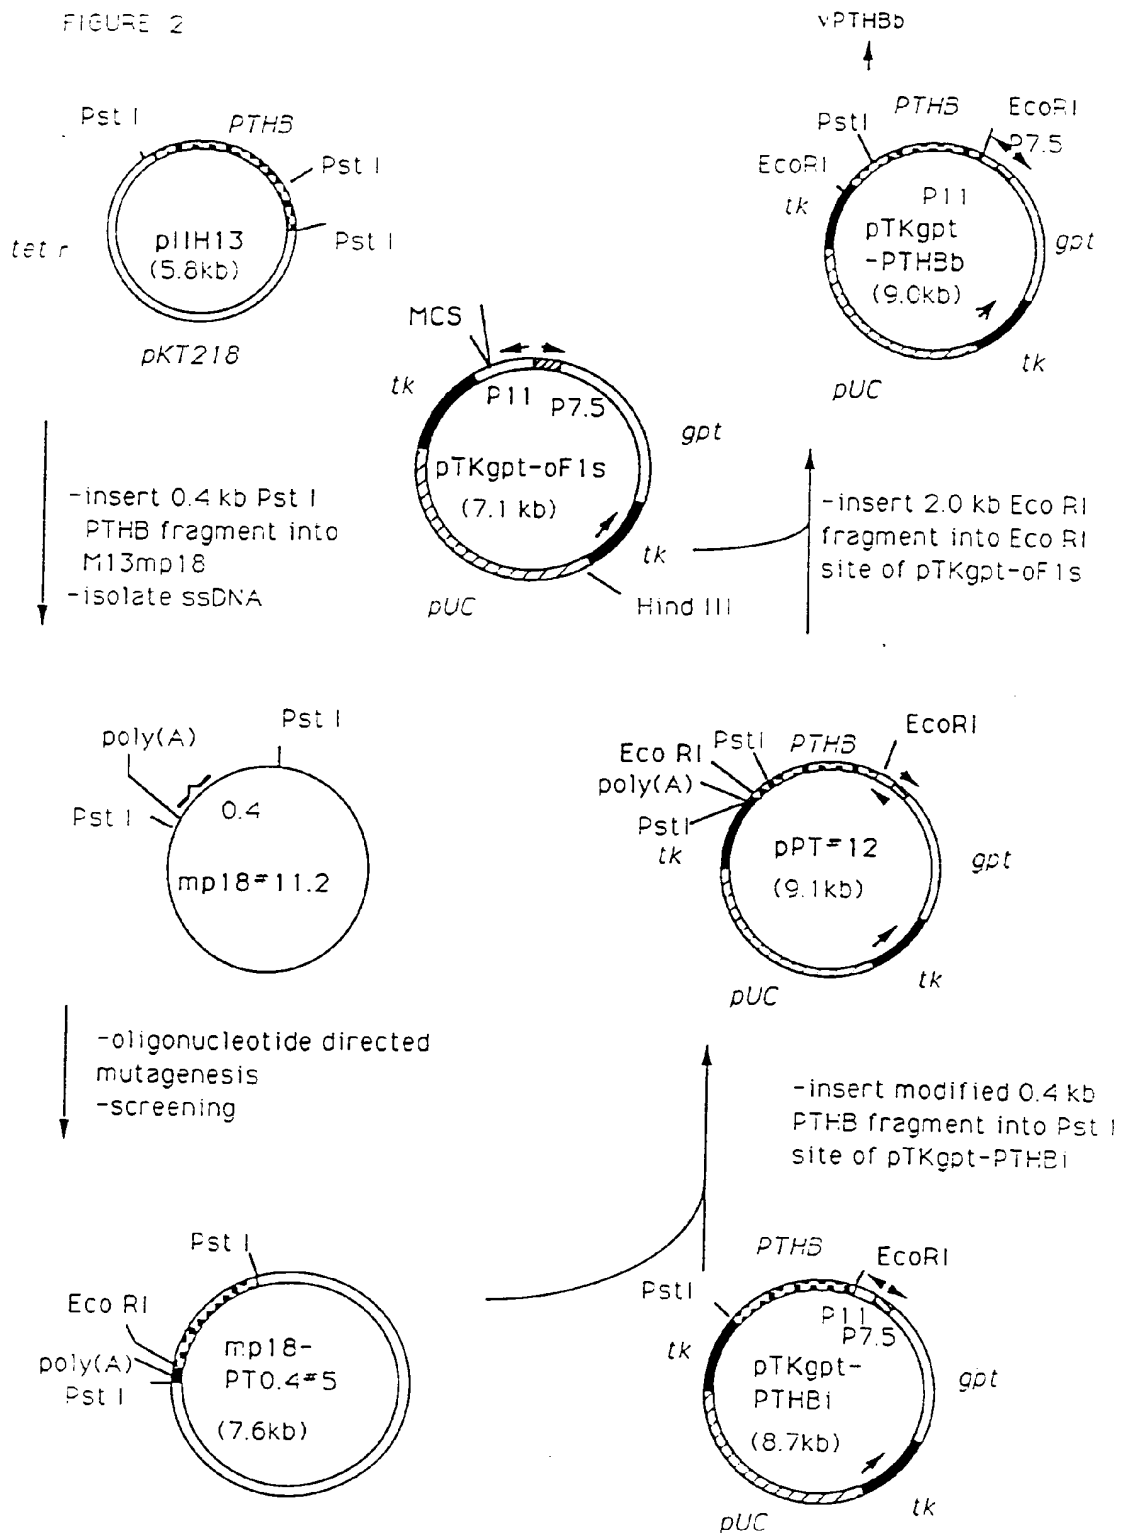 FIGURE 2
vPTHBb
Pst I
PTHB
Pst I
Pst I
tet r
pIIH13
(5.8kb)
pKT218
PTHB
EcoRI
PstI
P7.5
EcoRI
tk
P11
pTKgpt
-PTHBb
(9.0kb)
gpt
tk
pUC
MCS
tk
P11
P7.5
gpt
pTKgpt-oF1s
(7.1 kb)
tk
pUC
Hind III
-insert 0.4 kb Pst I
PTHB fragment into
M13mp18
-isolate ssDNA
-insert 2.0 kb Eco RI
fragment into Eco RI
site of pTKgpt-oF1s
Pst I
poly(A)
Pst I
0.4
mp18#11.2
EcoRI
PstI
PTHB
Eco RI
poly(A)
PstI
tk
pPT#12
(9.1kb)
gpt
tk
pUC
-oligonucleotide directed
mutagenesis
-screening
-insert modified 0.4 kb
PTHB fragment into Pst I
site of pTKgpt-PTHBi
Pst I
Eco RI
poly(A)
Pst I
mp18-
PT0.4#5
(7.6kb)
PTHB
EcoRI
PstI
P11
P7.5
tk
pTKgpt-
PTHBi
(8.7kb)
gpt
tk
pUC